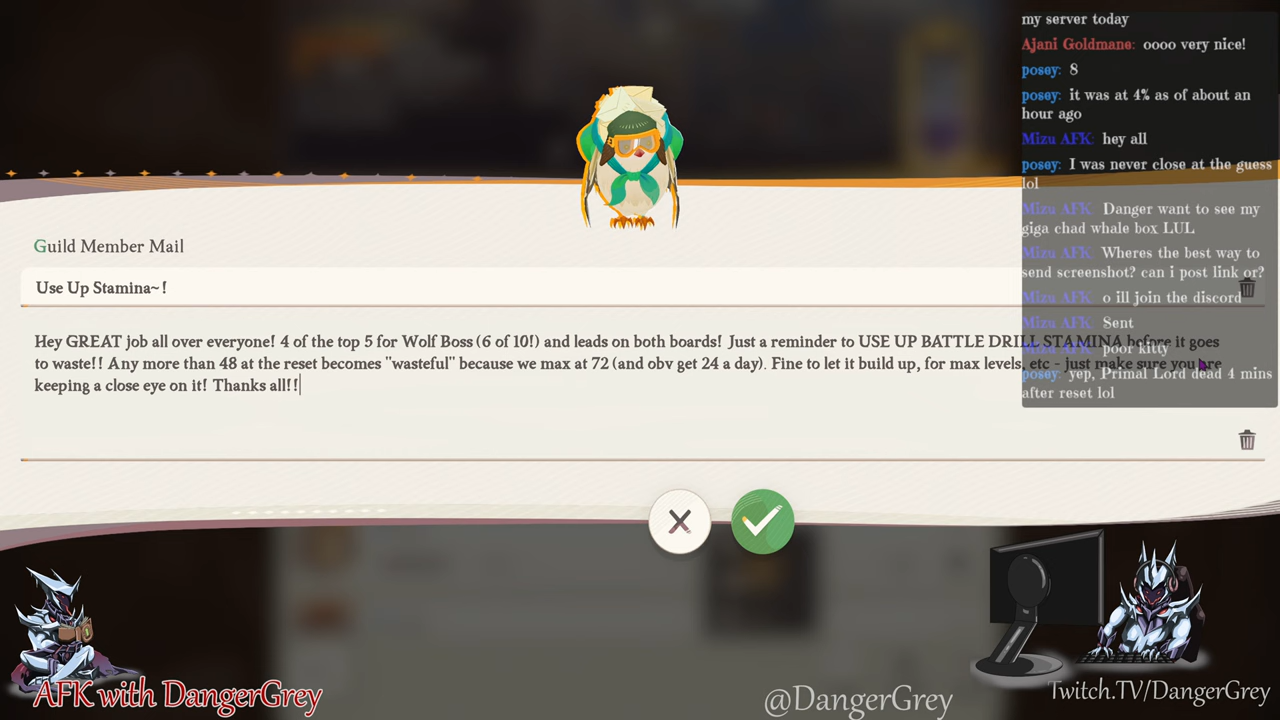 my server today
Ajani Goldmane: oooo very nice!
posey: 8
posey: it was at 4% as of about an
hour ago
Mizu AFK: hey all
posey: I was never close at the guess
lol
Mizu AFK: Danger want to see my
giga chad whale box LUL
Mizu AFK: Wheres the best way to
send screenshot? can i post link or?
Mizu AFK: o ill join the discord
Mizu AFK: Sent
Mizu AFK: poor kitty
posey: yep, Primal Lord dead 4 mins
after reset lol
Guild Member Mail
Use Up Stamina~!
Hey GREAT job all over everyone! 4 of the top 5 for Wolf Boss (6 of 10!) and leads on both boards! Just a reminder to USE UP BATTLE DRILL STAMINA before it goes
to waste!! Any more than 48 at the reset becomes "wasteful" because we max at 72 (and obv get 24 a day). Fine to let it build up, for max levels, etc - just make sure you are
keeping a close eye on it! Thanks all!!
AFK with DangerGrey
@DangerGrey
Twitch.TV/DangerGrey